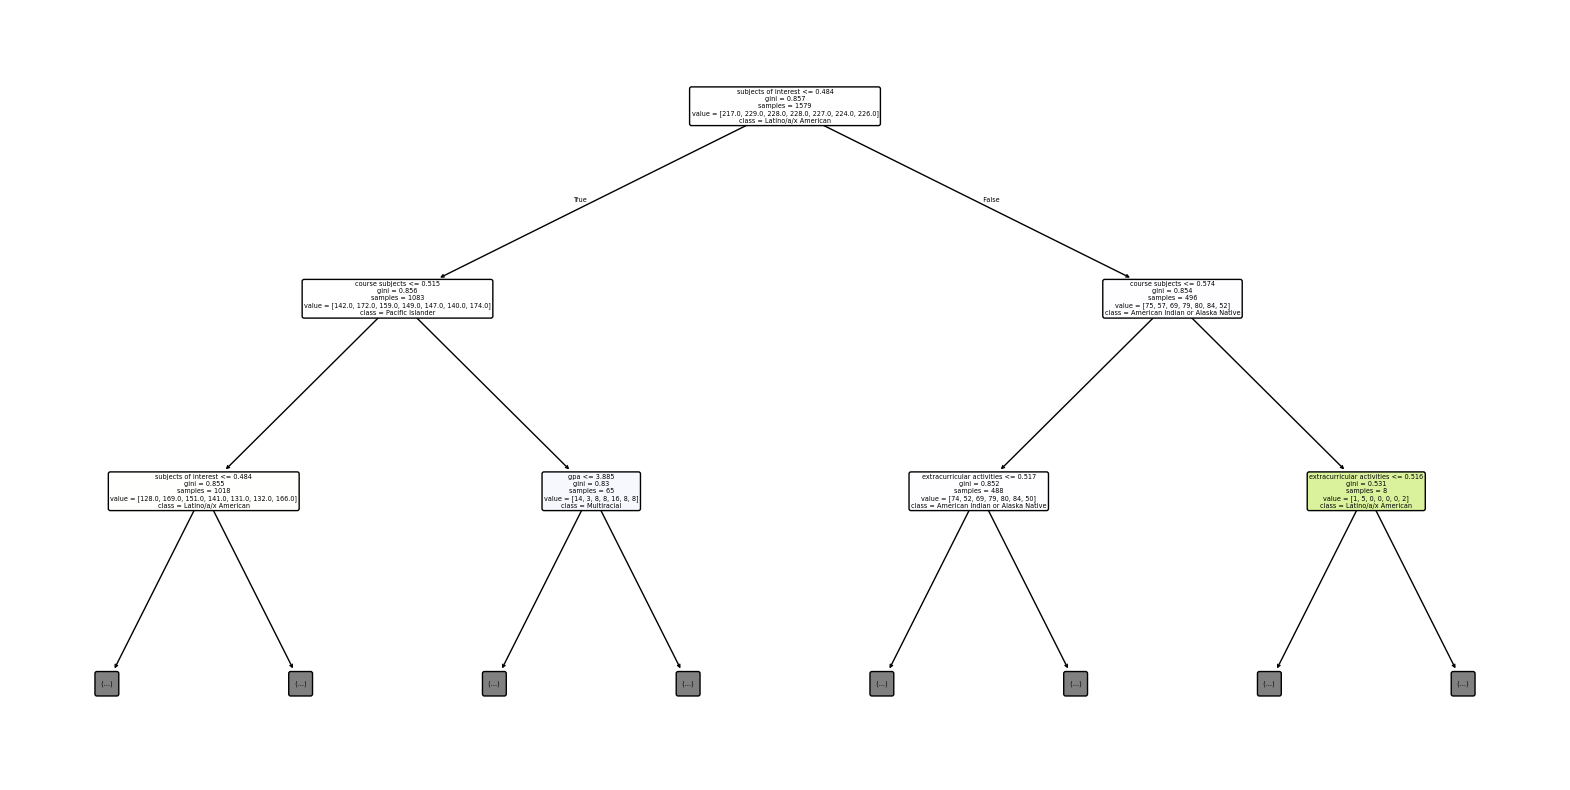 subjects of interest <= 0.484
gini = 0.857
samples = 1579
value = [217.0, 229.0, 228.0, 228.0, 227.0, 224.0, 226.0]
class = Latino/a/x American
True
False
course subjects <= 0.515
gini = 0.856
samples = 1083
value = [142.0, 172.0, 159.0, 149.0, 147.0, 140.0, 174.0]
class = Pacific Islander
course subjects <= 0.574
gini = 0.854
samples = 496
value = [75, 57, 69, 79, 80, 84, 52]
class = American Indian or Alaska Native
subjects of interest <= 0.484
gini = 0.855
samples = 1018
value = [128.0, 169.0, 151.0, 141.0, 131.0, 132.0, 166.0]
class = Latino/a/x American
gpa <= 3.885
gini = 0.83
samples = 65
value = [14, 3, 8, 8, 16, 8, 8]
class = Multiracial
extracurricular activities <= 0.517
gini = 0.852
samples = 488
value = [74, 52, 69, 79, 80, 84, 50]
class = American Indian or Alaska Native
extracurricular activities <= 0.516
gini = 0.531
samples = 8
value = [1, 5, 0, 0, 0, 0, 2]
class = Latino/a/x American
(...)
(...)
(...)
(...)
(...)
(...)
(...)
(...)